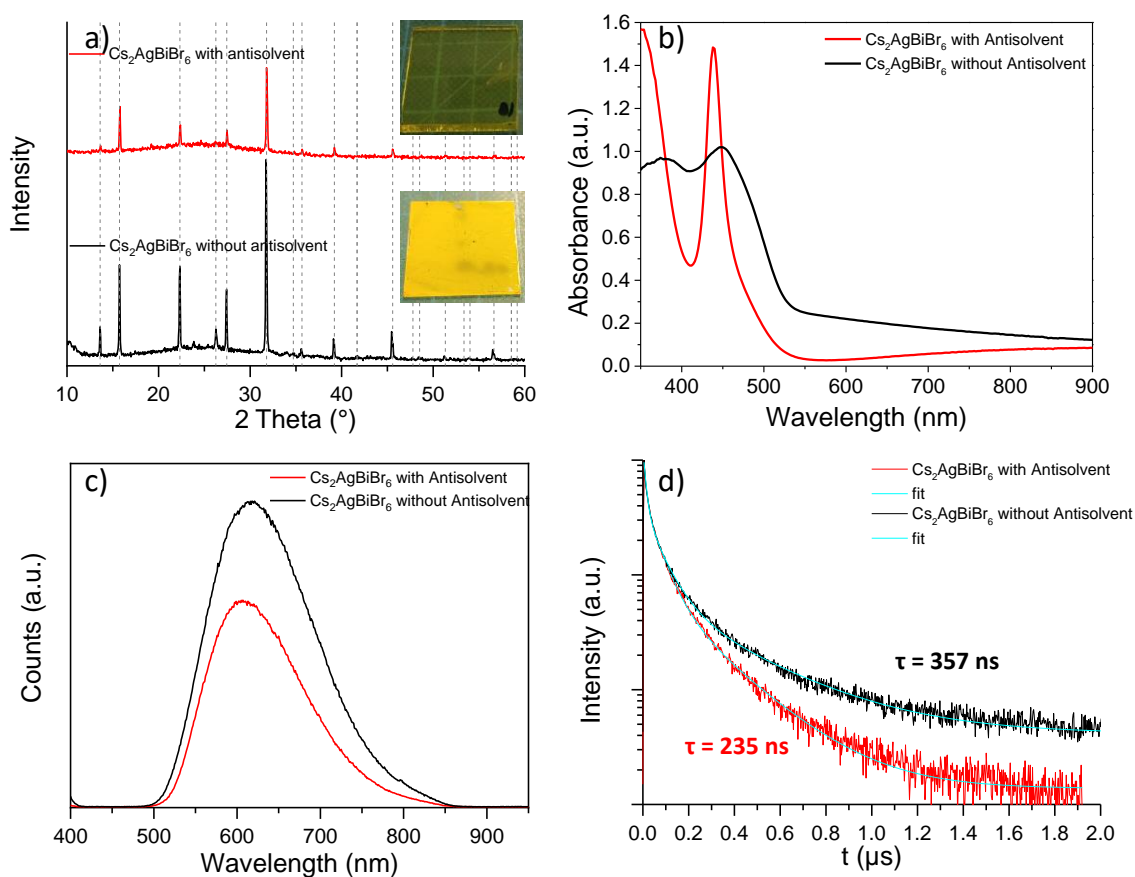 a)
Cs₂AgBiBr₆ with antisolvent
Cs₂AgBiBr₆ without antisolvent
Intensity
10 20 30 40 50 60
2 Theta (°)
b)
Cs₂AgBiBr₆ with Antisolvent
Cs₂AgBiBr₆ without Antisolvent
1.6
1.4
1.2
1.0
0.8
0.6
0.4
0.2
0.0
Absorbance (a.u.)
400 500 600 700 800 900
Wavelength (nm)
c)
Cs₂AgBiBr₆ with Antisolvent
Cs₂AgBiBr₆ without Antisolvent
Counts (a.u.)
400 500 600 700 800 900
Wavelength (nm)
d)
Cs₂AgBiBr₆ with Antisolvent
fit
Cs₂AgBiBr₆ without Antisolvent
fit
τ = 357 ns
τ = 235 ns
Intensity (a.u.)
0.0 0.2 0.4 0.6 0.8 1.0 1.2 1.4 1.6 1.8 2.0
t (μs)